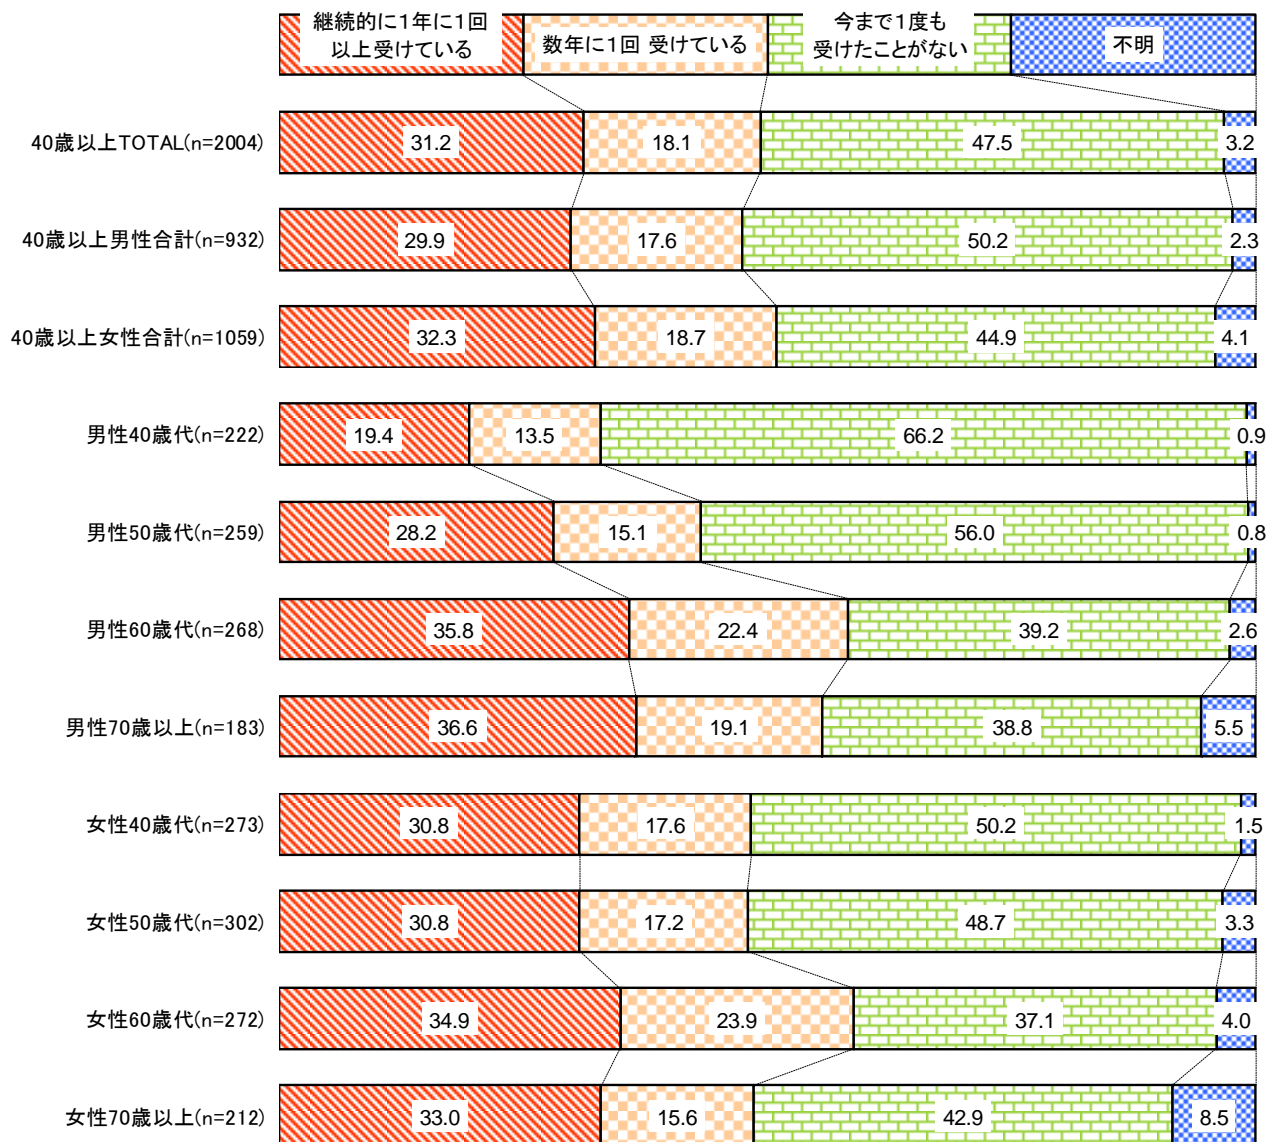 継続的に１年に１回
以上受けている
数年に１回 受けている
今まで１度も
受けたことがない
不明
40歳以上TOTAL(n=2004)
31.2
18.1
47.5
3.2
40歳以上男性合計(n=932)
29.9
17.6
50.2
2.3
40歳以上女性合計(n=1059)
32.3
18.7
44.9
4.1
男性40歳代(n=222)
19.4
13.5
66.2
0.9
男性50歳代(n=259)
28.2
15.1
56.0
0.8
男性60歳代(n=268)
35.8
22.4
39.2
2.6
男性70歳以上(n=183)
36.6
19.1
38.8
5.5
女性40歳代(n=273)
30.8
17.6
50.2
1.5
女性50歳代(n=302)
30.8
17.2
48.7
3.3
女性60歳代(n=272)
34.9
23.9
37.1
4.0
女性70歳以上(n=212)
33.0
15.6
42.9
8.5